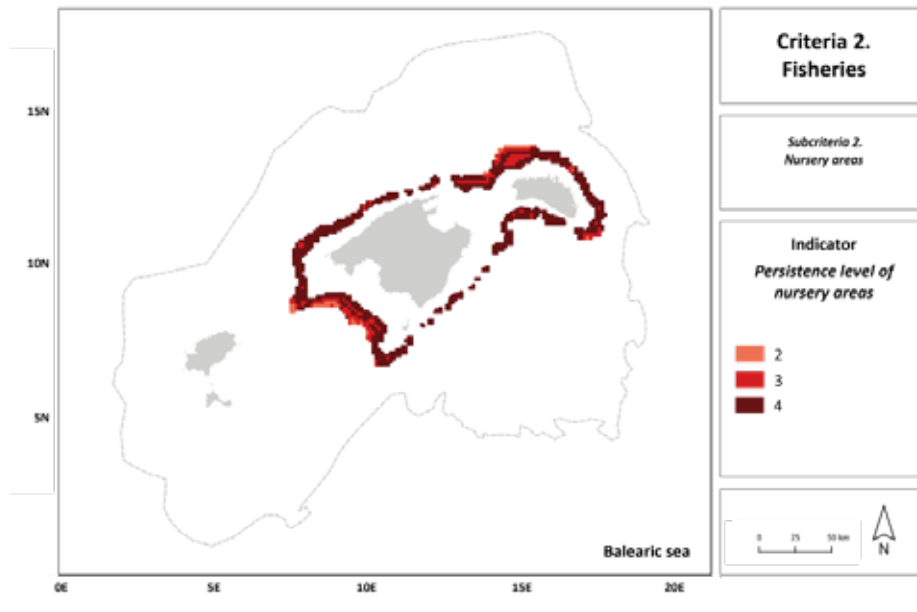 Criteria 2.
Fisheries
Subcriteria 2.
Nursery areas
Indicator
Persistence level of
nursery areas
2
3
4
0 25 50 km
N
Balearic sea
15N
10N
5N
0E 5E 10E 15E 20E